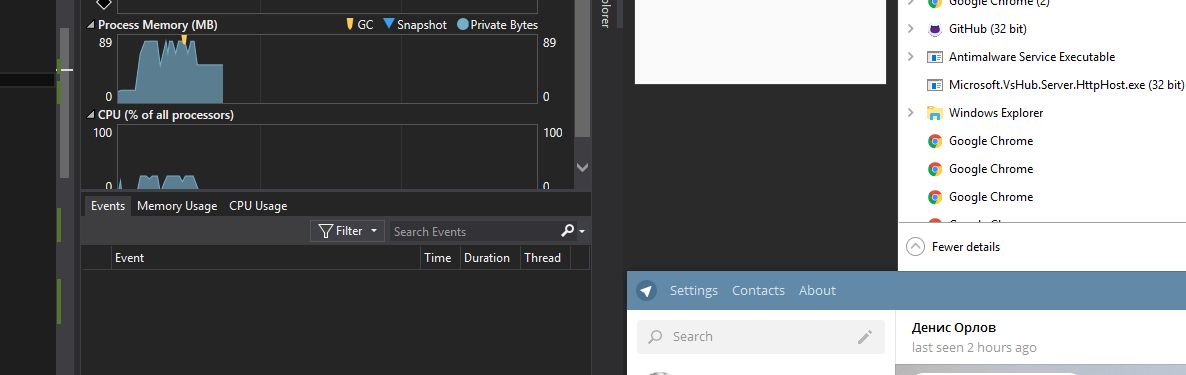 Process Memory (MB) GC Snapshot Private Bytes
89 89
0 0
CPU (% of all processors)
100 100
0 0
Events Memory Usage CPU Usage
Filter Search Events
Event Time Duration Thread
plorer
Google Chrome (2)
GitHub (32 bit)
Antimalware Service Executable
Microsoft.VsHub.Server.HttpHost.exe (32 bit)
Windows Explorer
Google Chrome
Google Chrome
Google Chrome
Fewer details
Settings Contacts About
Search
Денис Орлов
last seen 2 hours ago